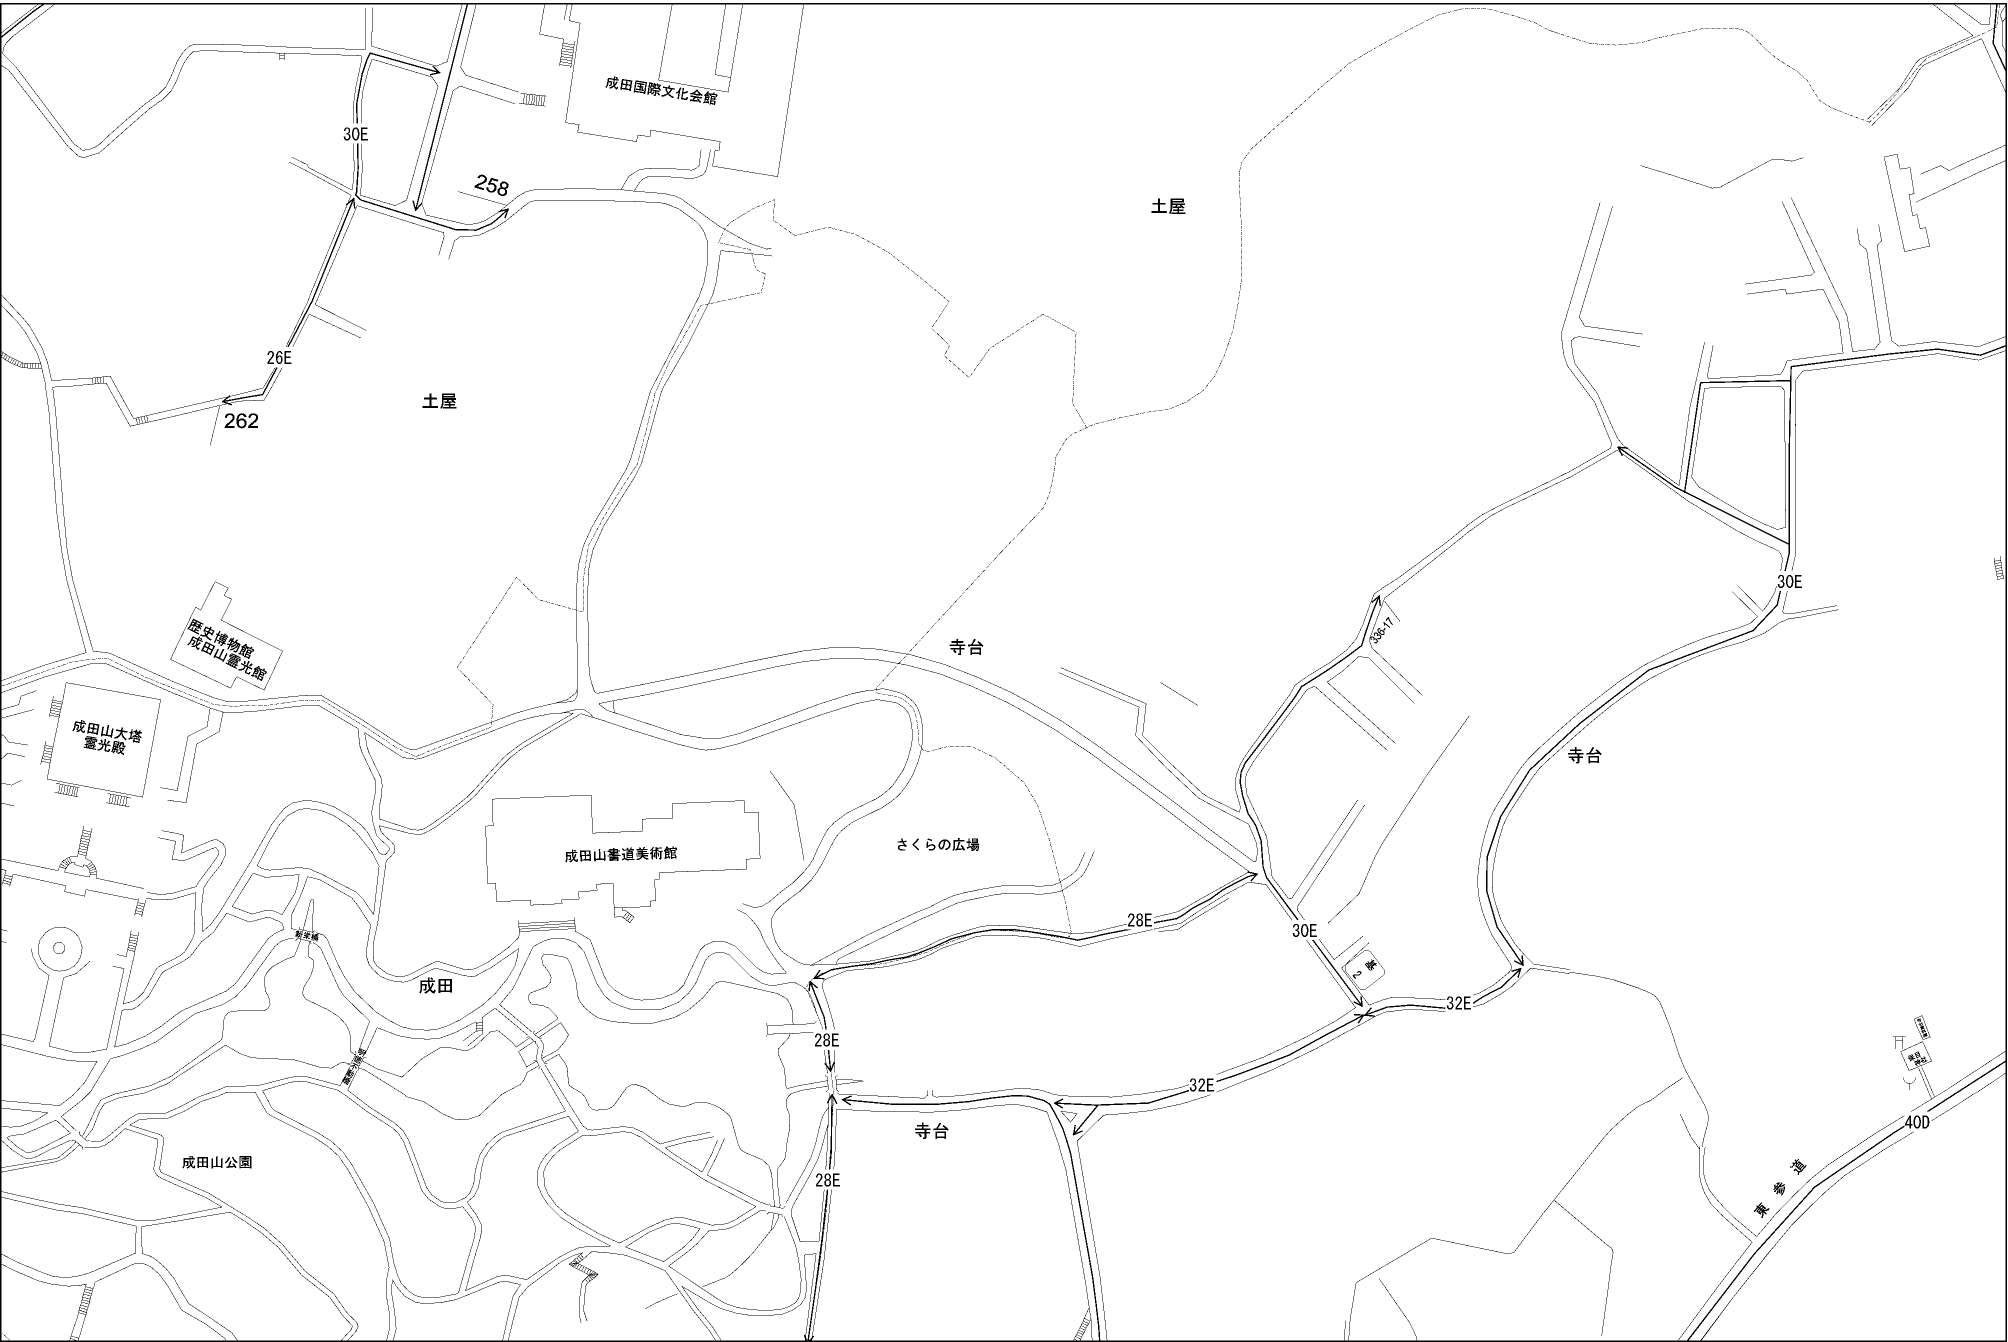 成田国際文化会館
30E
258
土屋
26E
土屋
262
30E
歴史博物館
成田山霊光館
336-17
寺台
成田山大塔
霊光殿
寺台
成田山書道美術館
さくらの広場
28E
30E
墓
2
成田
32E
28E
32E
40D
寺台
成田山公園
28E
東参道